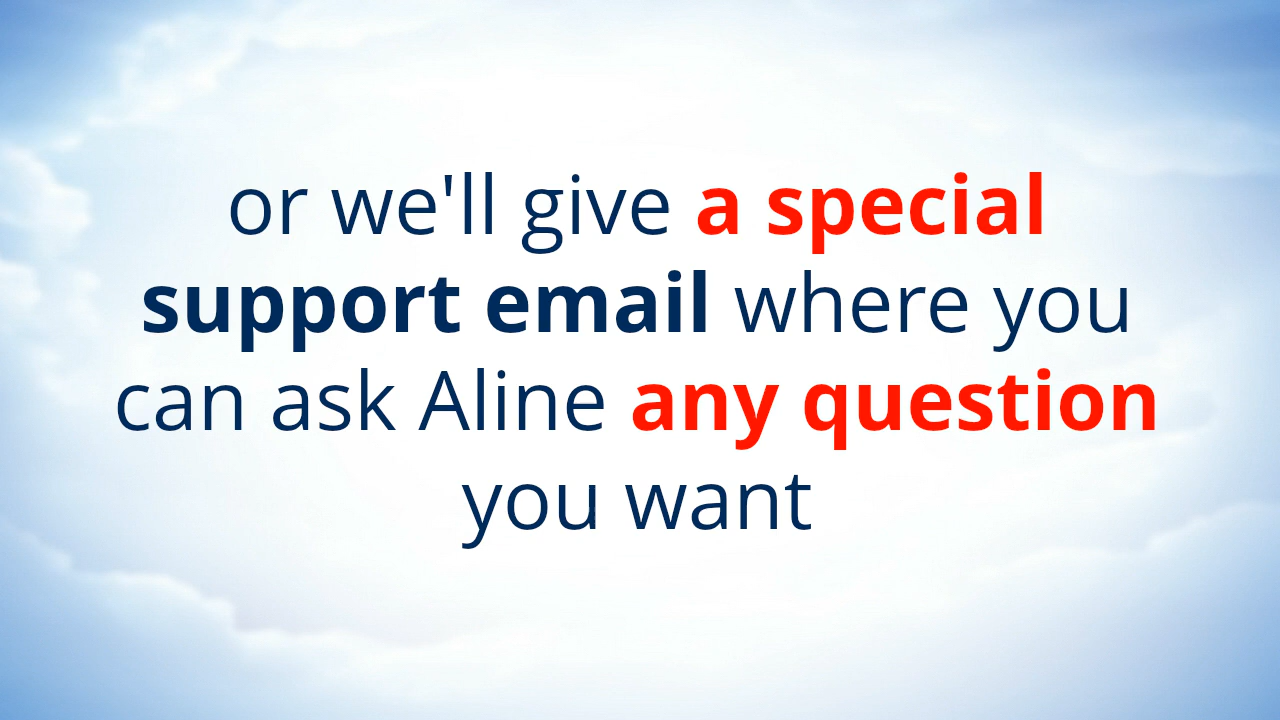 or we'll give a special
support email where you
can ask Aline any question
you want